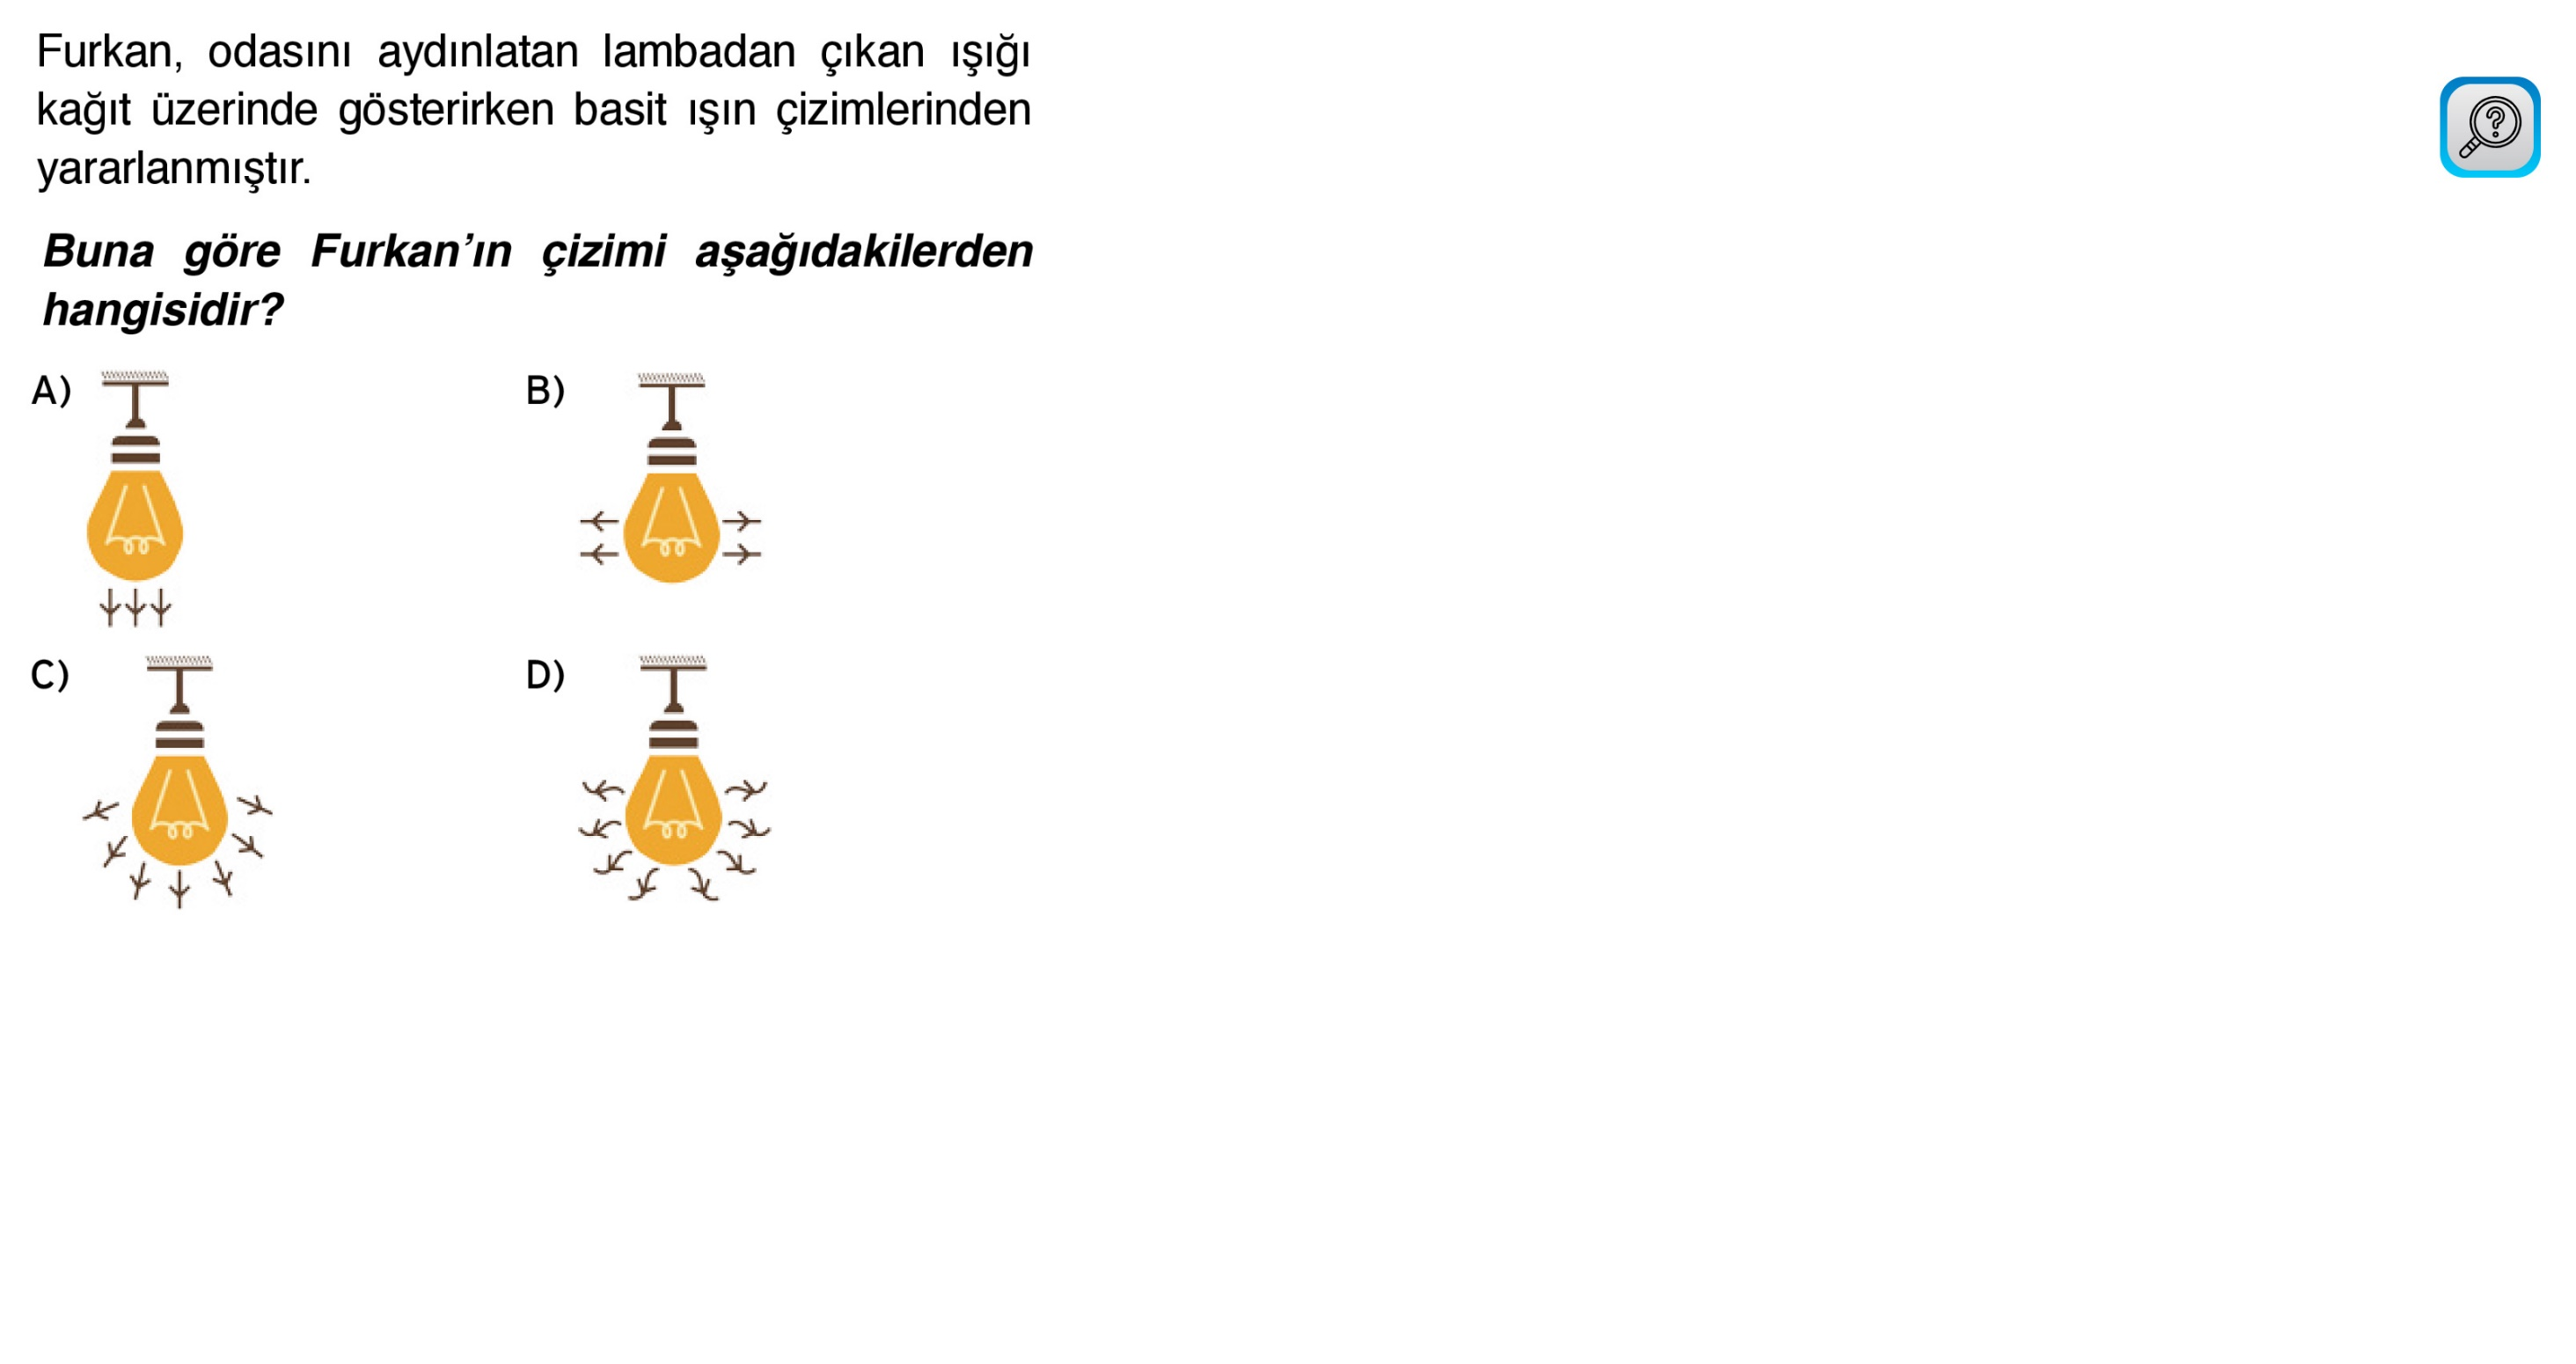 Furkan, odasını aydınlatan lambadan çıkan ışığı
kağıt üzerinde gösterirken basit ışın çizimlerinden
yararlanmıştır.
Buna göre Furkan’ın çizimi aşağıdakilerden
hangisidir?
A)
B)
C)
D)